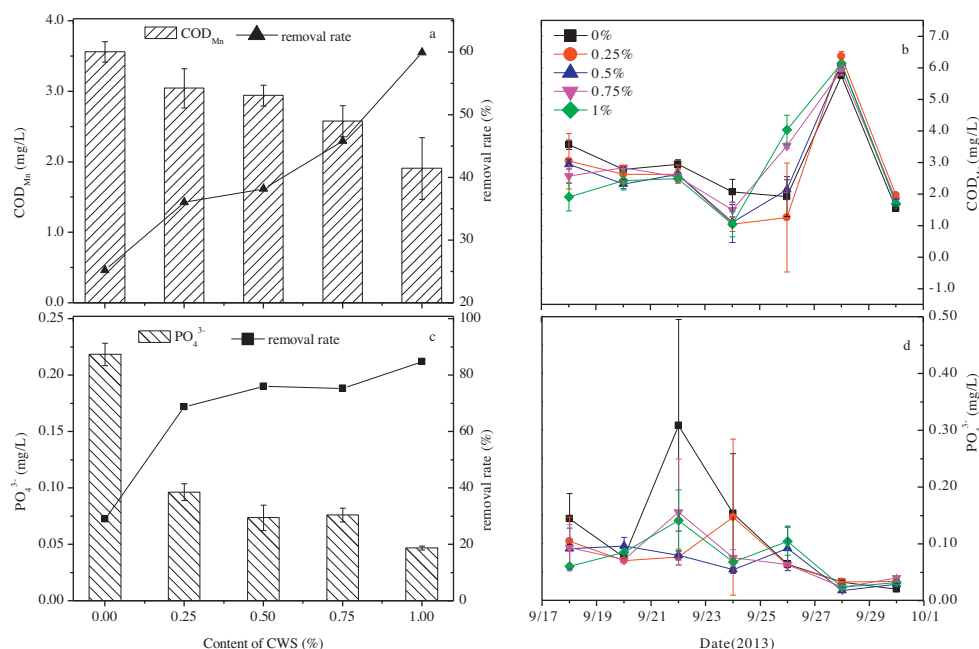 4.0
3.0
2.0
1.0
0.0
COD_Mn (mg/L)
COD_Mn
removal rate
a
60
50
40
30
20
removal rate (%)
0%
0.25%
0.5%
0.75%
1%
b
7.0
6.0
5.0
4.0
3.0
2.0
1.0
0.0
-1.0
(mg/L)
0.25
0.20
0.15
0.10
0.05
0.00
PO₄³⁻ (mg/L)
PO₄³⁻
removal rate
c
100
80
60
40
20
0
removal rate (%)
0.00 0.25 0.50 0.75 1.00
Content of CWS (%)
d
0.50
0.40
0.30
0.20
0.10
0.00
PO₄³⁻ (mg/L)
9/17 9/19 9/21 9/23 9/25 9/27 9/29 10/1
Date(2013)